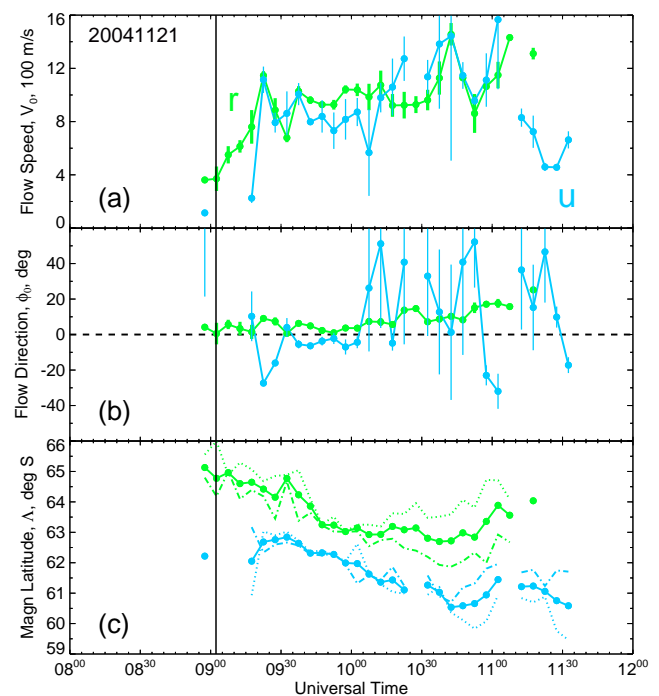 20041121
r
u
(a)
Flow Speed, V₀, 100 m/s
16
12
8
4
0
(b)
Flow Direction, ϕ₀, deg
40
20
0
-20
-40
(c)
Magn Latitude, Λ, deg S
66
65
64
63
62
61
60
59
08⁰⁰ 08³⁰ 09⁰⁰ 09³⁰ 10⁰⁰ 10³⁰ 11⁰⁰ 11³⁰ 12⁰⁰
Universal Time